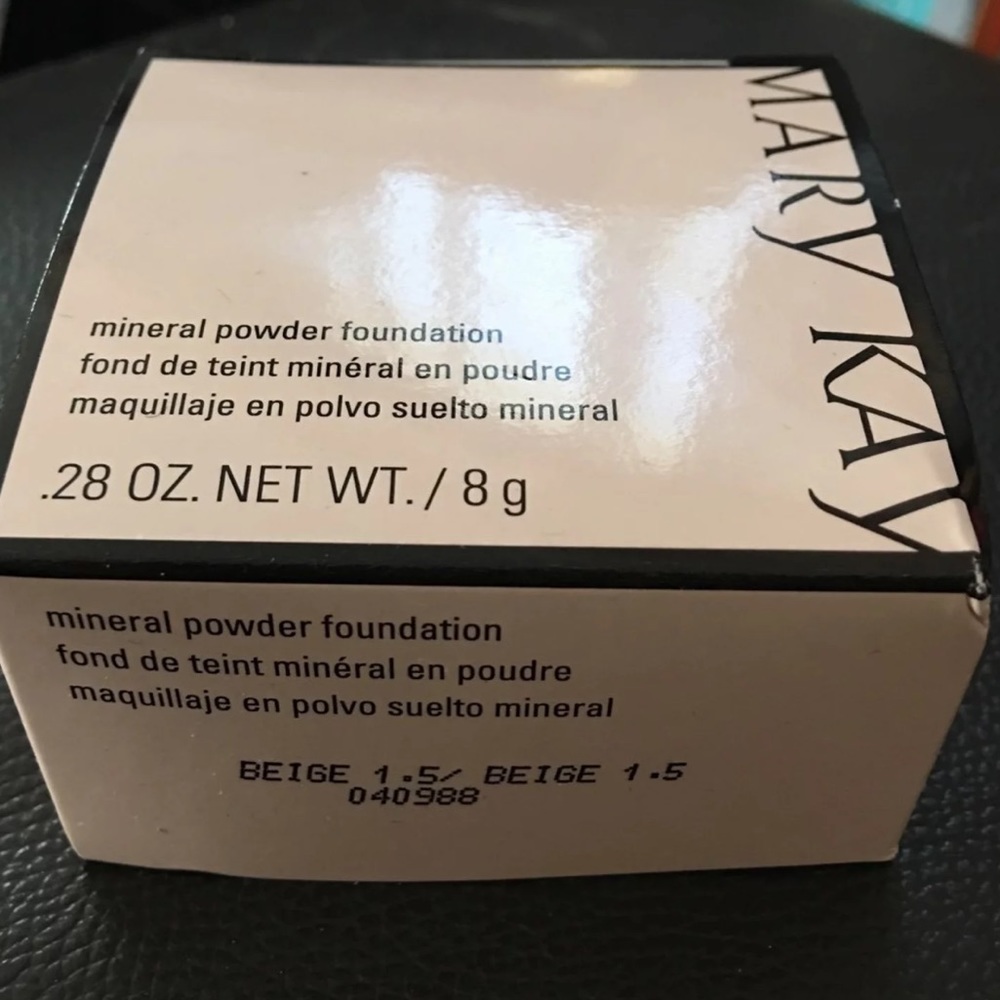 MARY KAY
mineral powder foundation
fond de teint minéral en poudre
maquillaje en polvo suelto mineral
.28 OZ. NET WT. / 8 g
mineral powder foundation
fond de teint minéral en poudre
maquillaje en polvo suelto mineral
BEIGE 1.5/ BEIGE 1.5
040988